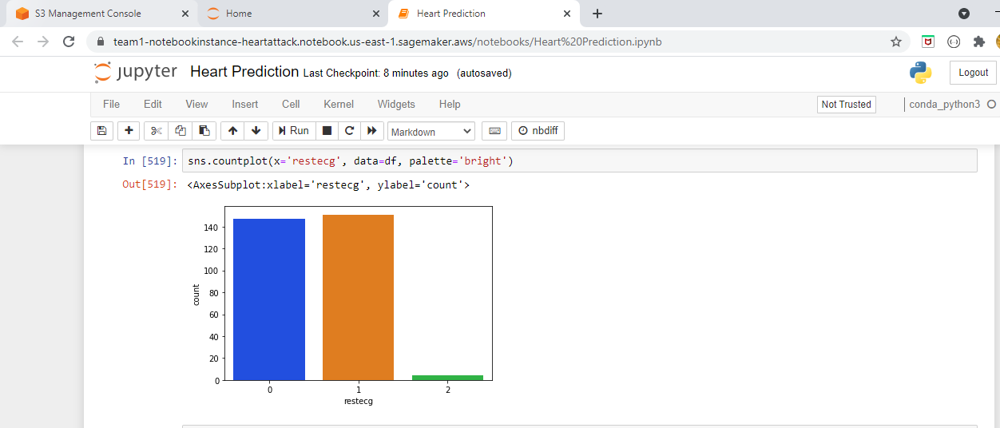 S3 Management Console
Home
Heart Prediction
team1-notebookinstance-heartattack.notebook.us-east-1.sagemaker.aws/notebooks/Heart%20Prediction.ipynb
jupyter Heart Prediction Last Checkpoint: 8 minutes ago (autosaved)
Logout
File Edit View Insert Cell Kernel Widgets Help
Not Trusted
conda_python3
Run
Markdown
nbdiff
In [519]: sns.countplot(x='restecg', data=df, palette='bright')
Out[519]: <AxesSubplot:xlabel='restecg', ylabel='count'>
140
120
100
80
60
40
20
0
count
0 1 2
restecg